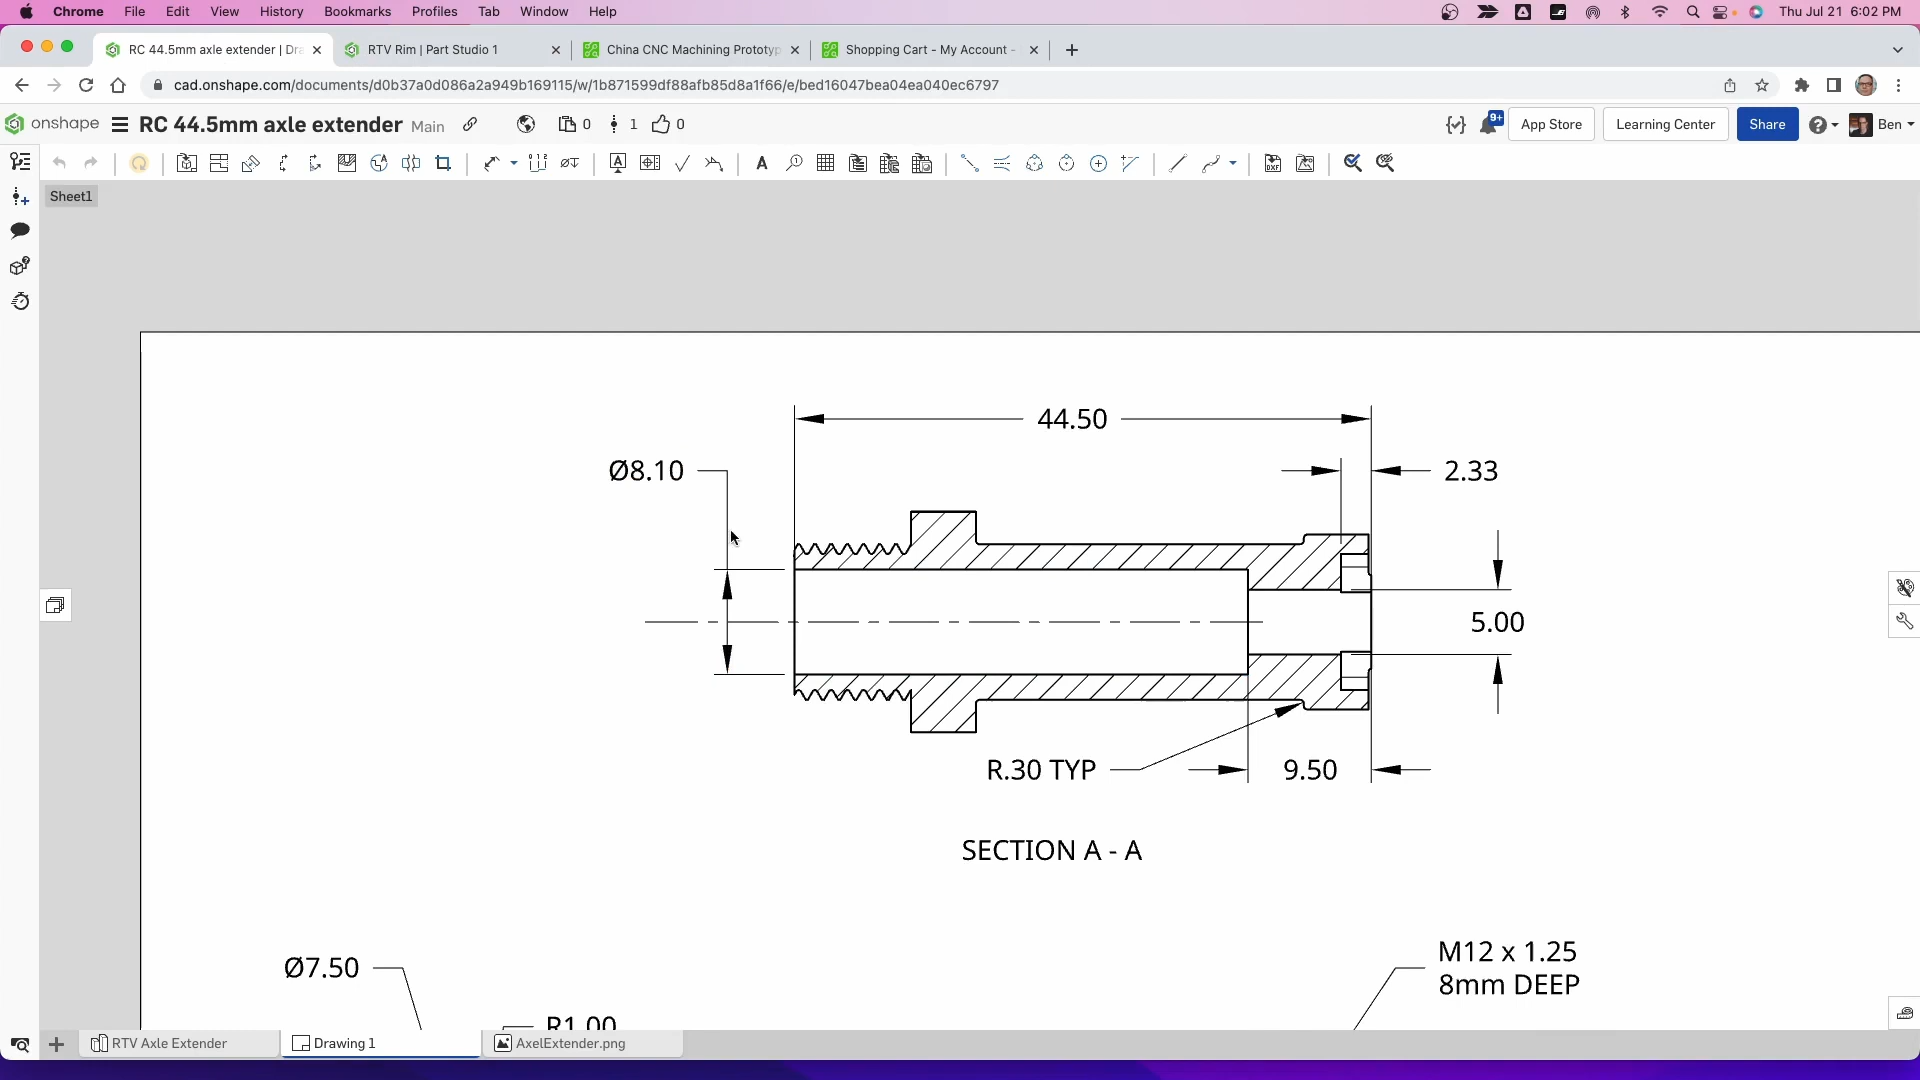 Chrome File Edit View History Bookmarks Profiles Tab Window Help Thu Jul 21 6:02 PM
RC 44.5mm axle extender | Dra RTV Rim | Part Studio 1 China CNC Machining Prototyp Shopping Cart - My Account -
cad.onshape.com/documents/d0b37a0d086a2a949b169115/w/1b871599df88afb85d8a1f66/e/bed16047bea04ea040ec6797
onshape RC 44.5mm axle extender Main 0 1 0 9+ App Store Learning Center Share Ben
Sheet1
44.50
Ø8.10
2.33
5.00
R.30 TYP
9.50
SECTION A - A
M12 x 1.25
8mm DEEP
Ø7.50
R1.00
RTV Axle Extender Drawing 1 AxelExtender.png